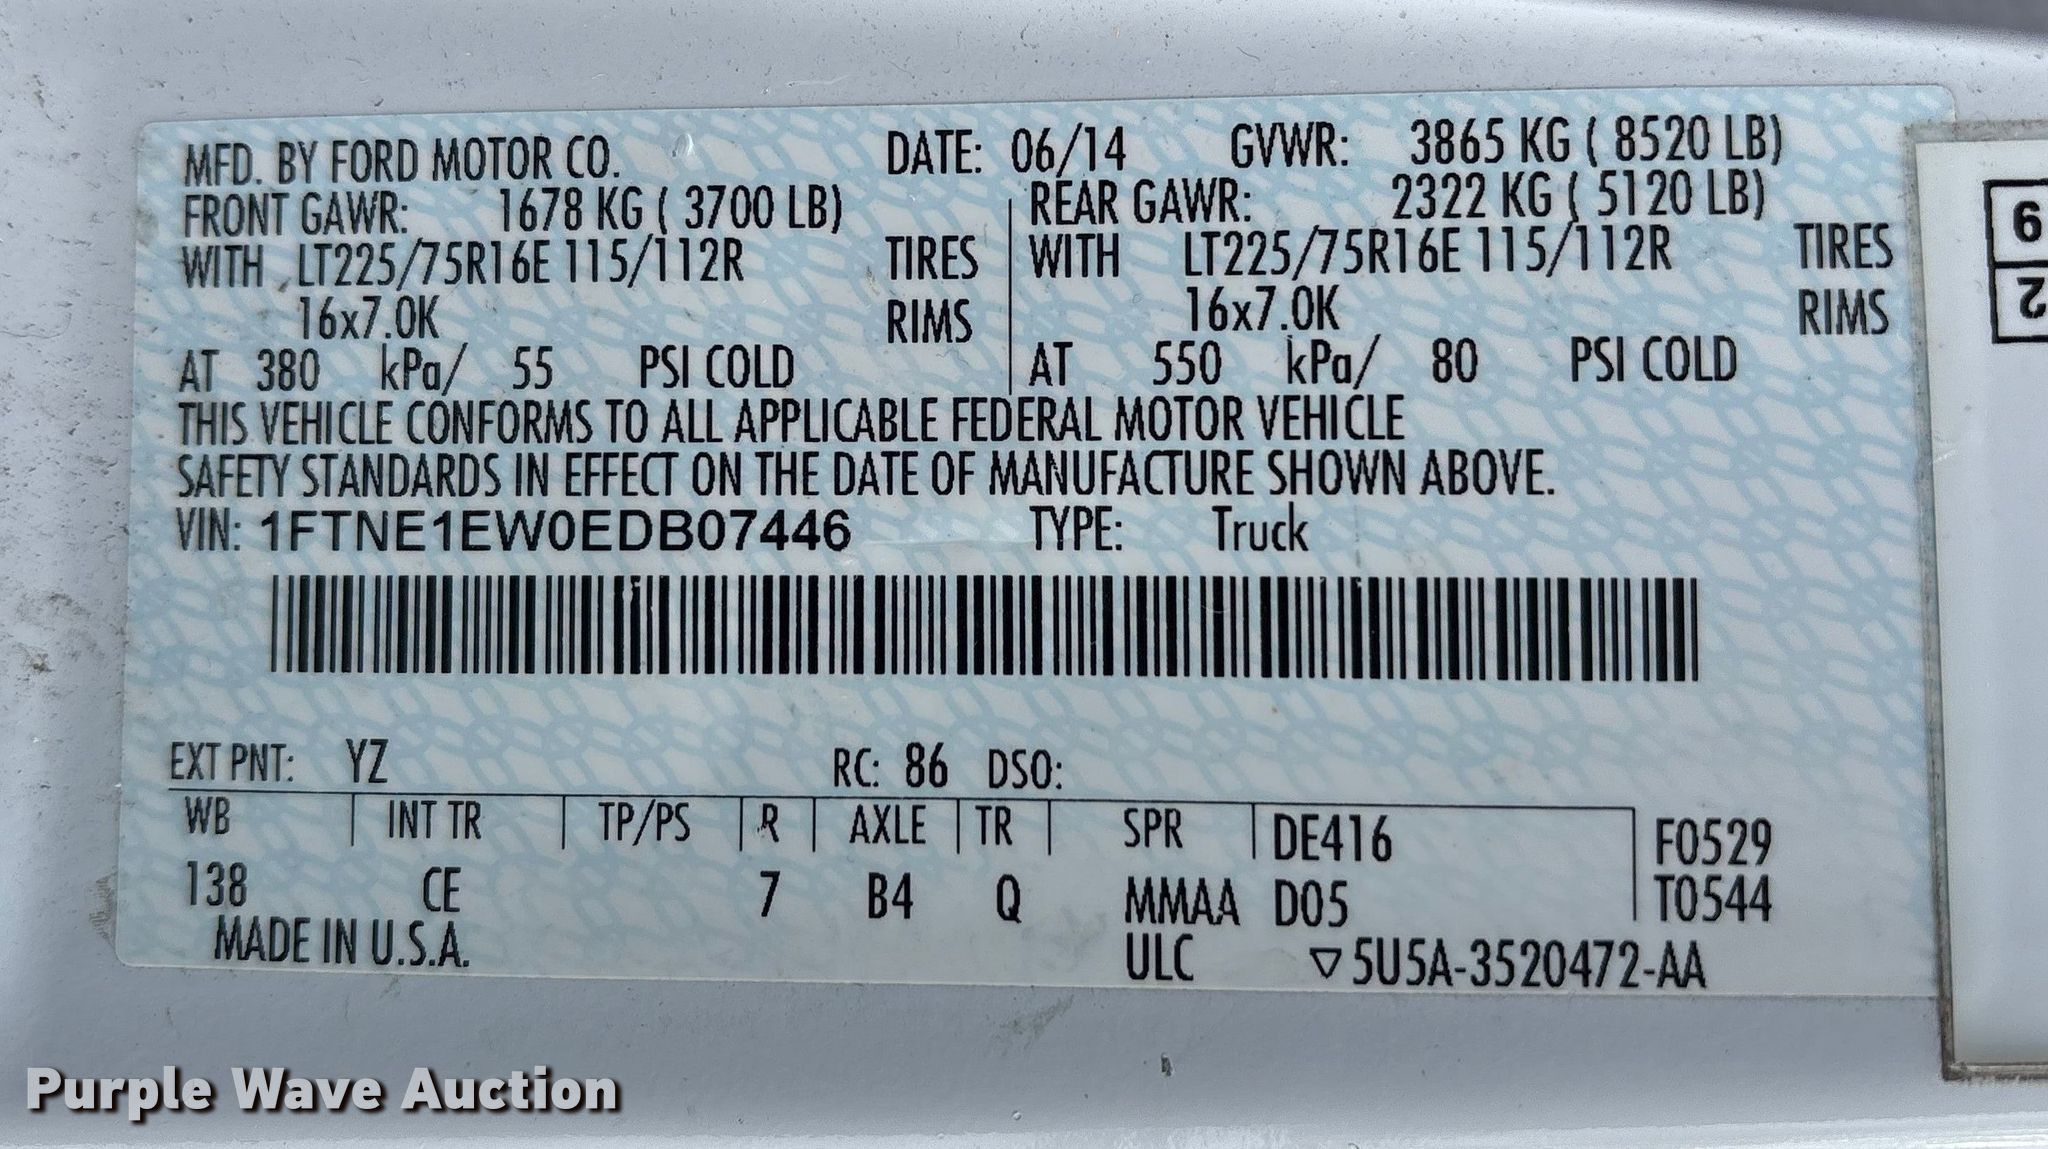 MFD. BY FORD MOTOR CO. DATE: 06/14 GVWR: 3865 KG ( 8520 LB)
FRONT GAWR: 1678 KG ( 3700 LB) REAR GAWR: 2322 KG ( 5120 LB)
WITH LT225/75R16E 115/112R TIRES WITH LT225/75R16E 115/112R TIRES
16x7.0K RIMS 16x7.0K RIMS
AT 380 kPa/ 55 PSI COLD AT 550 kPa/ 80 PSI COLD
THIS VEHICLE CONFORMS TO ALL APPLICABLE FEDERAL MOTOR VEHICLE
SAFETY STANDARDS IN EFFECT ON THE DATE OF MANUFACTURE SHOWN ABOVE.
VIN: 1FTNE1EW0EDB07446 TYPE: Truck
EXT PNT: YZ RC: 86 DSO:
WB INT TR TP/PS R AXLE TR SPR DE416 F0529
138 CE 7 B4 Q MMAA D05 T0544
MADE IN U.S.A. ULC ▽5U5A-3520472-AA
6
2
Purple Wave Auction